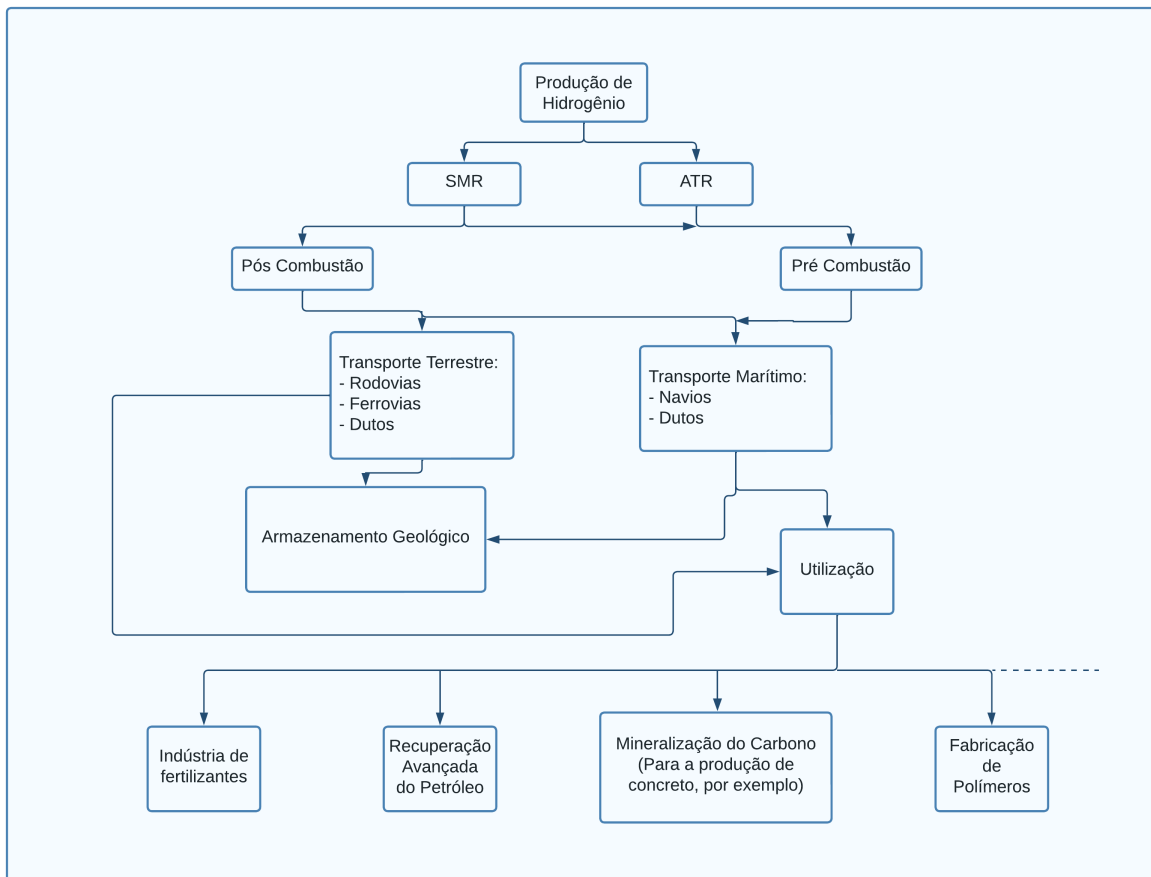 Produção de
Hidrogênio
SMR
ATR
Pós Combustão
Pré Combustão
Transporte Terrestre:
- Rodovias
- Ferrovias
- Dutos
Transporte Marítimo:
- Navios
- Dutos
Armazenamento Geológico
Utilização
Indústria de
fertilizantes
Recuperação
Avançada
do Petróleo
Mineralização do Carbono
(Para a produção de
concreto, por exemplo)
Fabricação
de
Polímeros